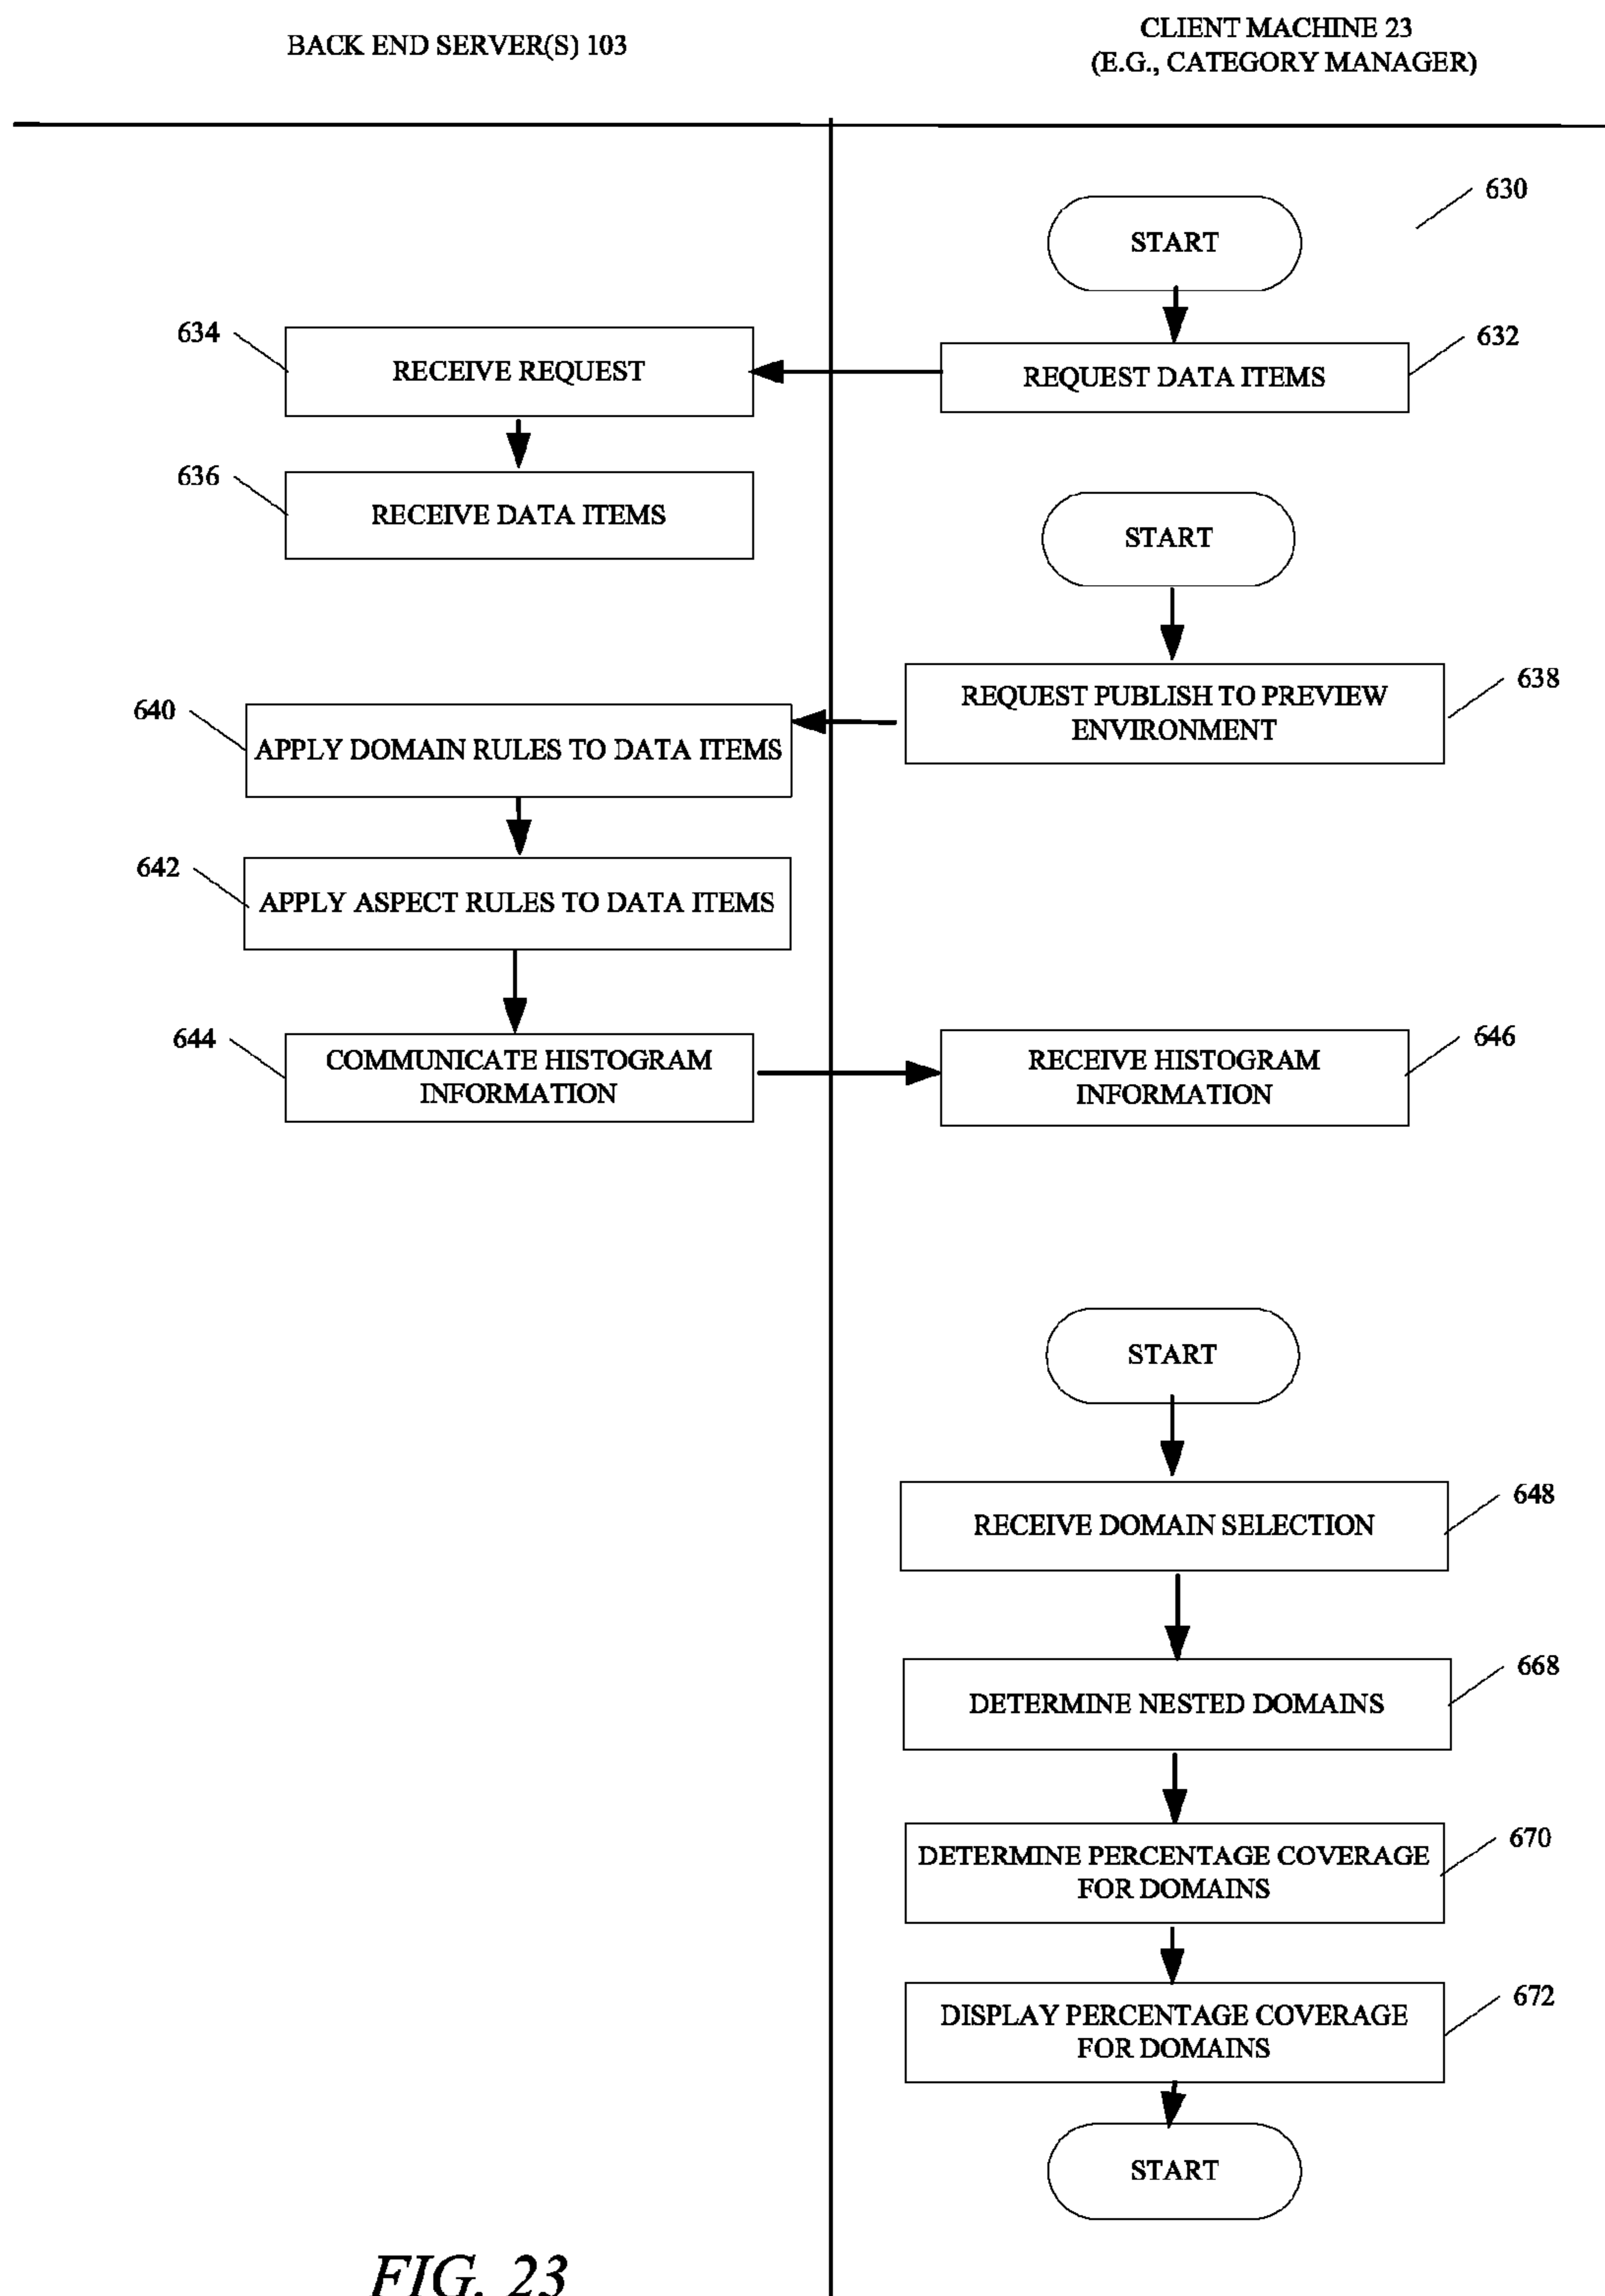 BACK END SERVER(S) 103
CLIENT MACHINE 23
(E.G., CATEGORY MANAGER)
630
START
634
RECEIVE REQUEST
632
REQUEST DATA ITEMS
636
RECEIVE DATA ITEMS
START
638
REQUEST PUBLISH TO PREVIEW
ENVIRONMENT
640
APPLY DOMAIN RULES TO DATA ITEMS
642
APPLY ASPECT RULES TO DATA ITEMS
644
COMMUNICATE HISTOGRAM
INFORMATION
646
RECEIVE HISTOGRAM
INFORMATION
START
648
RECEIVE DOMAIN SELECTION
668
DETERMINE NESTED DOMAINS
670
DETERMINE PERCENTAGE COVERAGE
FOR DOMAINS
672
DISPLAY PERCENTAGE COVERAGE
FOR DOMAINS
START
FIG. 23